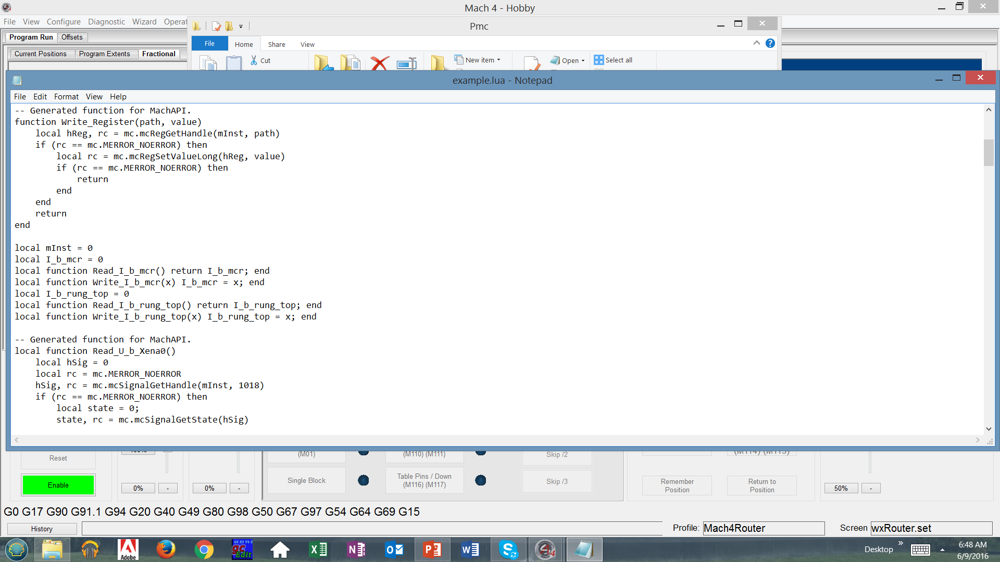 Mach 4 - Hobby
File View Configure Diagnostic Wizard Operat
Pmc
Program Run Offsets
File Home Share View
Current Positions Program Extents Fractional
Cut New item Open Select all
example.lua - Notepad
File Edit Format View Help
-- Generated function for MachAPI.
function Write_Register(path, value)
    local hReg, rc = mc.mcRegGetHandle(mInst, path)
    if (rc == mc.MERROR_NOERROR) then
        local rc = mc.mcRegSetValueLong(hReg, value)
        if (rc == mc.MERROR_NOERROR) then
            return
        end
    end
    return
end
local mInst = 0
local I_b_mcr = 0
local function Read_I_b_mcr() return I_b_mcr; end
local function Write_I_b_mcr(x) I_b_mcr = x; end
local I_b_rung_top = 0
local function Read_I_b_rung_top() return I_b_rung_top; end
local function Write_I_b_rung_top(x) I_b_rung_top = x; end
-- Generated function for MachAPI.
local function Read_U_b_Xena0()
    local hSig = 0
    local rc = mc.MERROR_NOERROR
    hSig, rc = mc.mcSignalGetHandle(mInst, 1018)
    if (rc == mc.MERROR_NOERROR) then
        local state = 0;
        state, rc = mc.mcSignalGetState(hSig)
Reset (M01) (M110) (M111) Skip /2
Enable Single Block Table Pins / Down Skip /3 Remember Return to
(M116) (M117) Position Position
0% - 0% - 50% -
G0 G17 G90 G91.1 G94 G20 G40 G49 G80 G98 G50 G67 G97 G54 G64 G69 G15
History Profile: Mach4Router Screen wxRouter.set
Adobe
gc Edit
Desktop
6:48 AM
6/9/2016